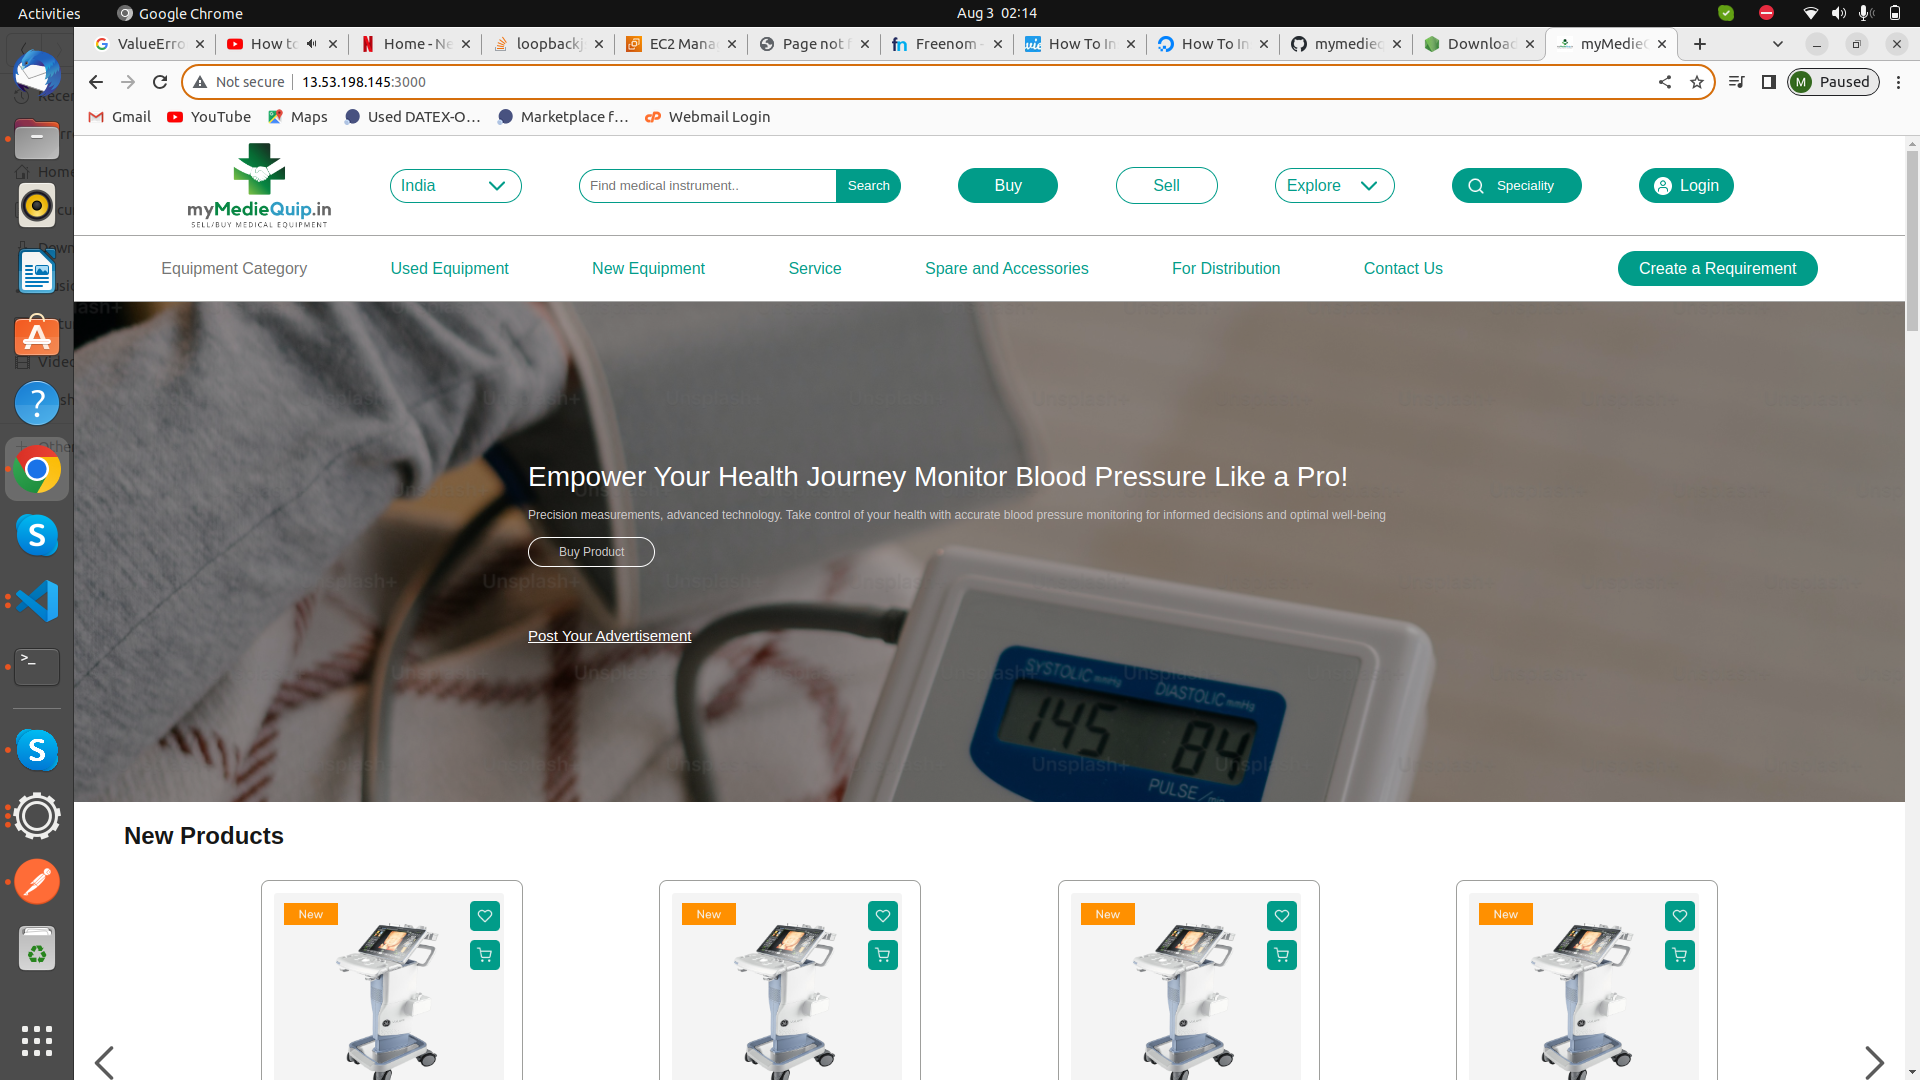 Activities
Google Chrome
Aug 3 02:14
ValueErro
How to
Home - Ne
loopbackj
EC2 Mana
Page not f
Freenom -
How To In
How To In
mymediec
Download
myMedieQ
Not secure
13.53.198.145:3000
M
Paused
Gmail
YouTube
Maps
Used DATEX-O...
Marketplace f...
Webmail Login
myMedieQuip.in
SELL/BUY MEDICAL EQUIPMENT
India
Find medical instrument..
Search
Buy
Sell
Explore
Speciality
Login
Equipment Category
Used Equipment
New Equipment
Service
Spare and Accessories
For Distribution
Contact Us
Create a Requirement
Empower Your Health Journey Monitor Blood Pressure Like a Pro!
Precision measurements, advanced technology. Take control of your health with accurate blood pressure monitoring for informed decisions and optimal well-being
Buy Product
Post Your Advertisement
Unsplash+
SYSTOLIC mmHg
DIASTOLIC mmHg
145
84
PULSE /min
New Products
New
New
New
New